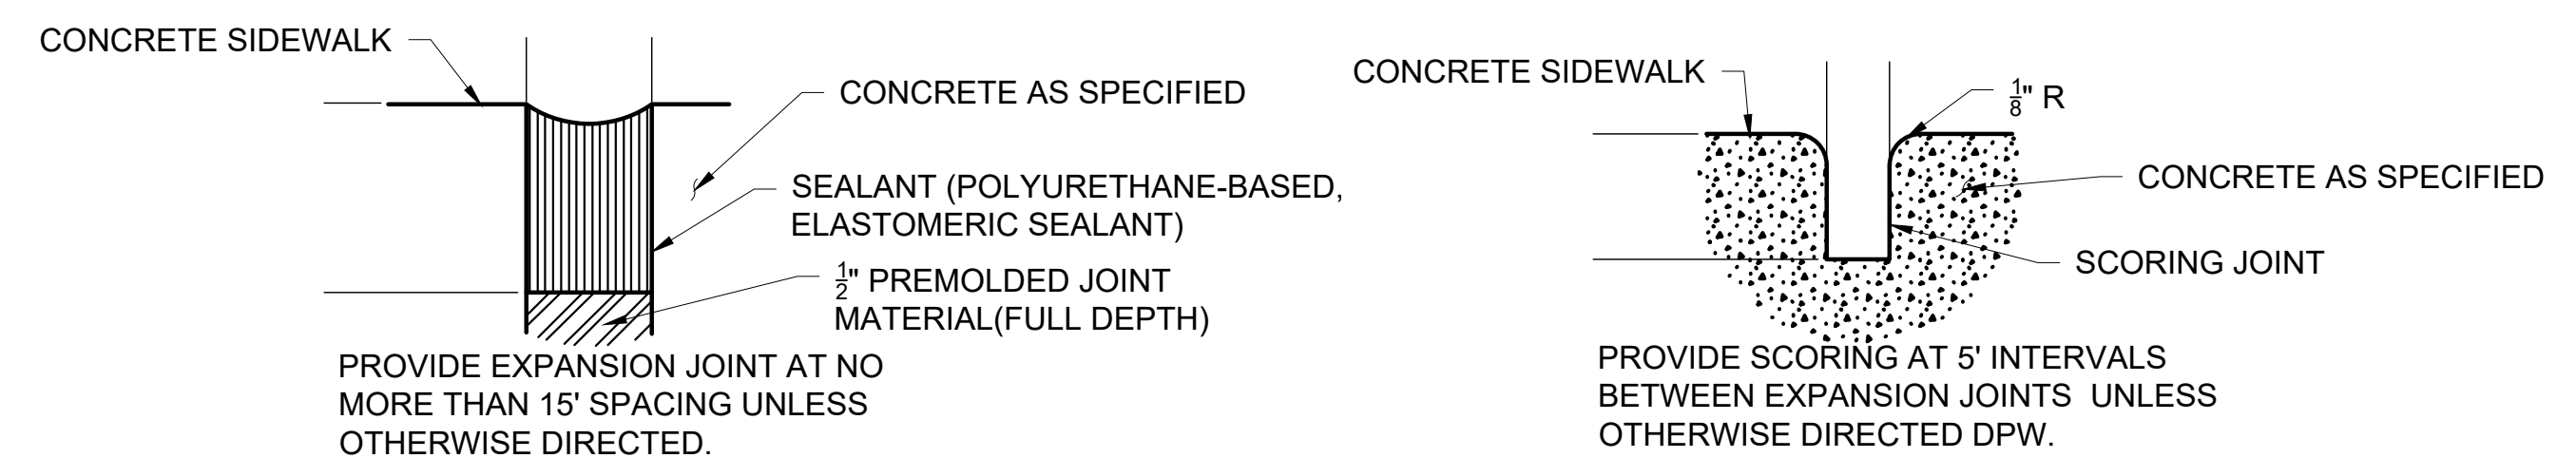 CONCRETE SIDEWALK
CONCRETE AS SPECIFIED
SEALANT (POLYURETHANE-BASED,
ELASTOMERIC SEALANT)
1/2" PREMOLDED JOINT
MATERIAL(FULL DEPTH)
PROVIDE EXPANSION JOINT AT NO
MORE THAN 15' SPACING UNLESS
OTHERWISE DIRECTED.
CONCRETE SIDEWALK
1/8" R
CONCRETE AS SPECIFIED
SCORING JOINT
PROVIDE SCORING AT 5' INTERVALS
BETWEEN EXPANSION JOINTS  UNLESS
OTHERWISE DIRECTED DPW.